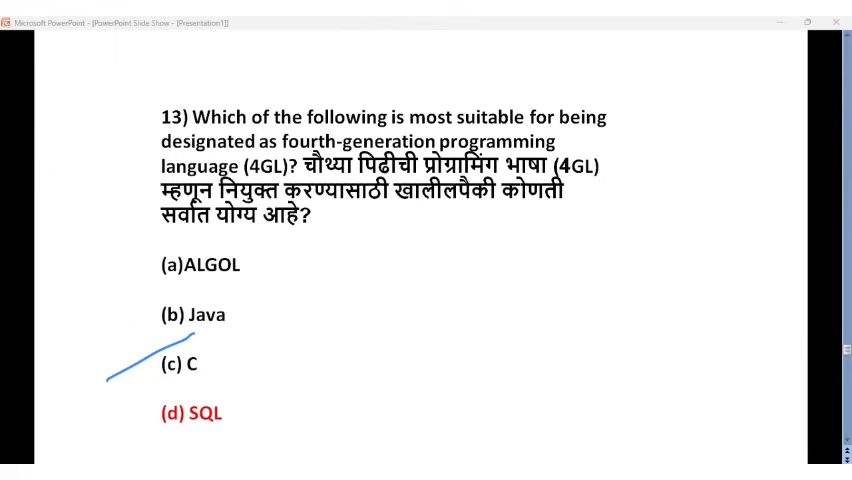 Microsoft PowerPoint - [PowerPoint Slide Show - [Presentation1]]
13) Which of the following is most suitable for being
designated as fourth-generation programming
language (4GL)? चौथ्या पिढीची प्रोग्रामिंग भाषा (4GL)
म्हणून नियुक्त करण्यासाठी खालीलपैकी कोणती
सर्वात योग्य आहे?
(a)ALGOL
(b) Java
(c) C
(d) SQL